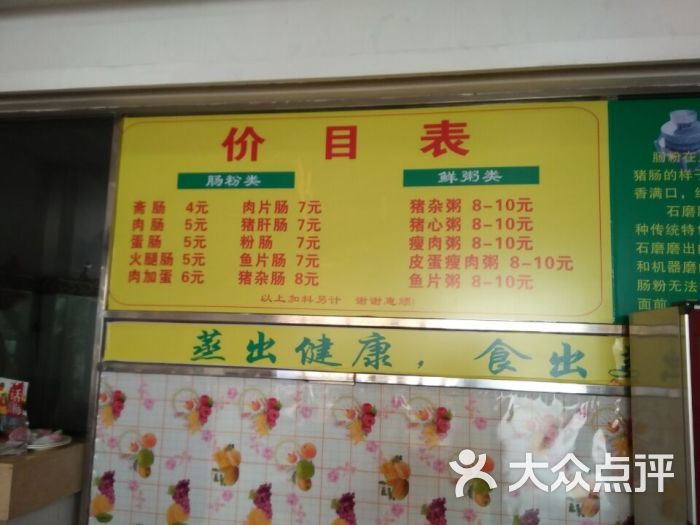 价目表
肠粉类
斋肠 4元 肉片肠 7元
肉肠 5元 猪肝肠 7元
蛋肠 5元 粉肠 7元
火腿肠 5元 鱼片肠 7元
肉加蛋 6元 猪杂肠 8元
鲜粥类
猪杂粥 8-10元
猪心粥 8-10元
瘦肉粥 8-10元
皮蛋瘦肉粥 8-10元
鱼片粥 8-10元
以上加料另计 谢谢惠顾!
蒸出健康，食出
肠粉在
猪肠的样子
香满口，
石磨
种传统特
石磨磨出
和机器磨
肠粉无法
面前
大众点评